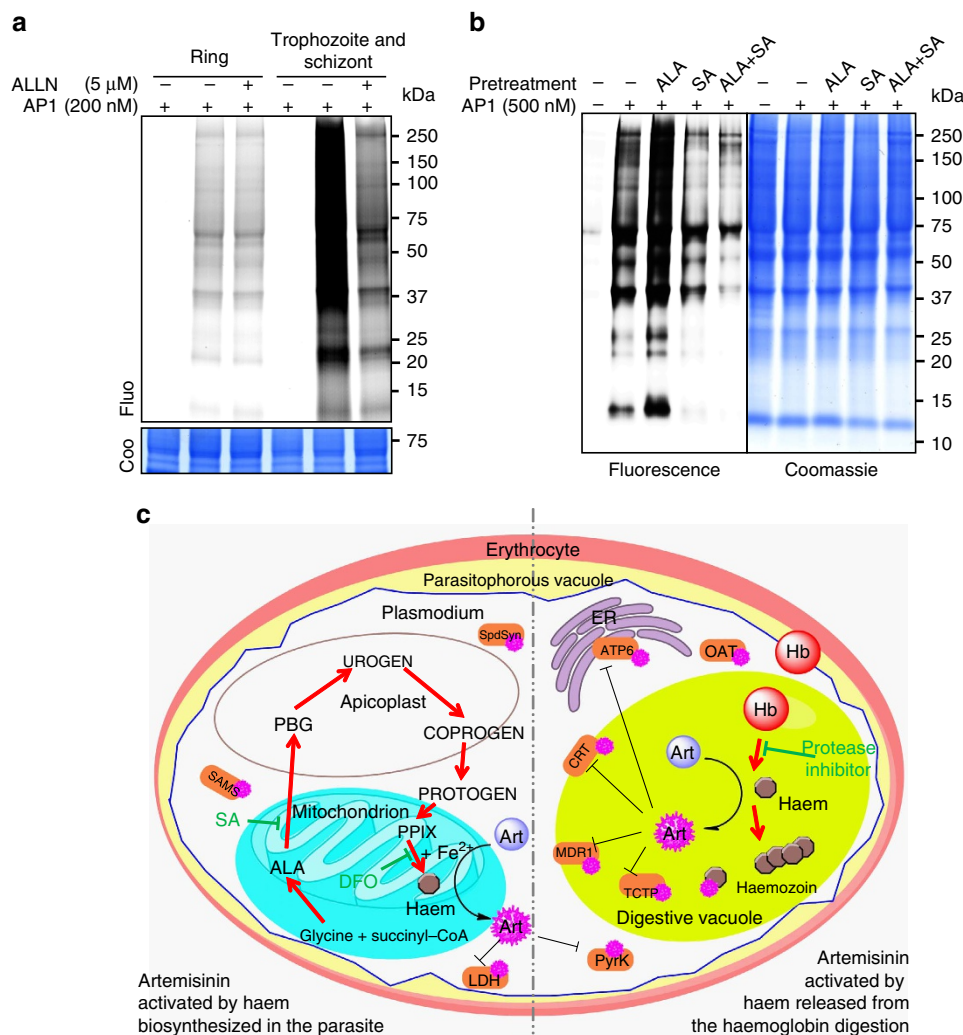 a
Ring
Trophozoite and
schizont
ALLN (5 μM) – – + – – +
AP1 (200 nM) + + + + + +
kDa
250
150
100
75
50
37
25
20
15
Fluo
Coo
75
b
Pretreatment – – ALA SA ALA+SA – – ALA SA ALA+SA
AP1 (500 nM) – + + + + – + + + +
kDa
250
150
100
75
50
37
25
20
15
10
Fluorescence
Coomassie
c
Erythrocyte
Parasitophorous vacuole
Plasmodium
SpdSyn
UROGEN
Apicoplast
PBG
COPROGEN
PROTOGEN
SAMS
SA
Mitochondrion
PPIX
+ Fe²⁺
ALA
DFO
Haem
Glycine + succinyl–CoA
Art
Art
LDH
Artemisinin
activated by haem
biosynthesized in the parasite
ER
ATP6
OAT
Hb
Hb
CRT
Art
Protease
inhibitor
Haem
Art
MDR1
TCTP
Haemozoin
Digestive vacuole
PyrK
Artemisinin
activated by
haem released from
the haemoglobin digestion